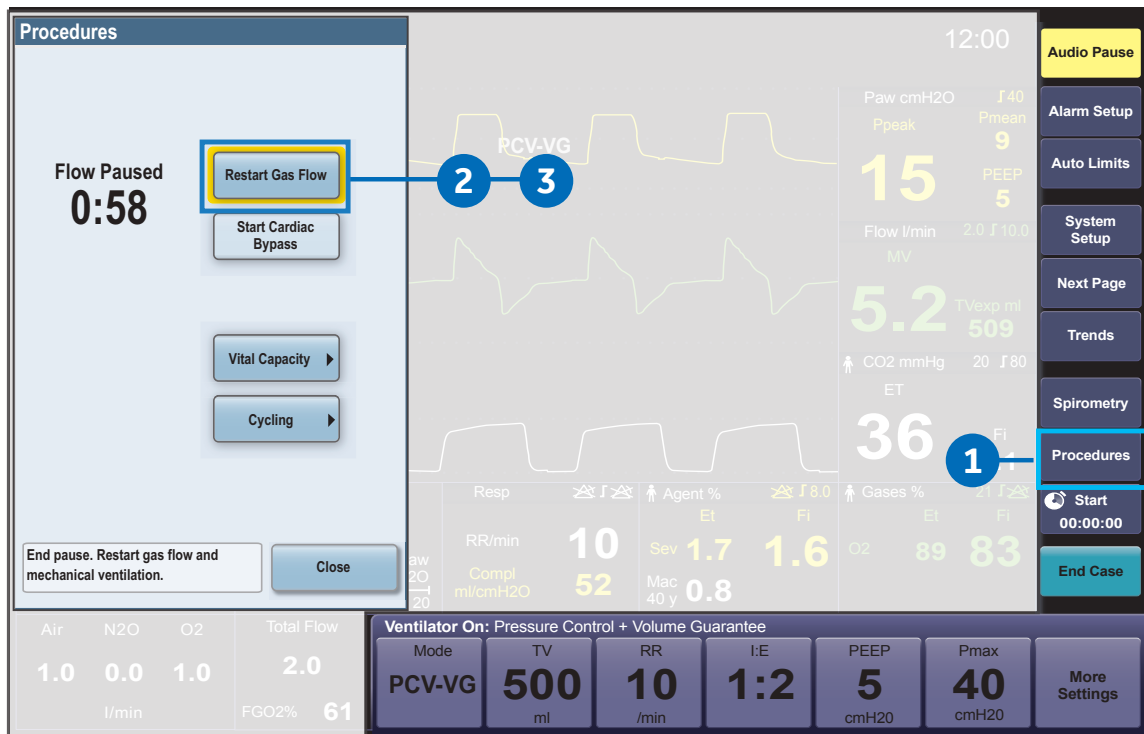 Procedures
Flow Paused
0:58
Restart Gas Flow
Start Cardiac
Bypass
Vital Capacity
Cycling
End pause. Restart gas flow and
mechanical ventilation.
Close
2
3
1
12:00
PCV-VG
Paw cmH2O 40
Ppeak Pmean
15 9
PEEP
5
Flow l/min 2.0 10.0
MV
5.2 TVexp ml
509
CO2 mmHg 20 80
ET
36 Fi
Resp
RR/min 10
Compl
ml/cmH2O 52
20
Agent % 8.0
Et Fi
Sev 1.7 1.6
Mac
40 y 0.8
Gases % 21
Et Fi
O2 89 83
Audio Pause
Alarm Setup
Auto Limits
System
Setup
Next Page
Trends
Spirometry
Procedures
Start
00:00:00
End Case
Air N2O O2 Total Flow
1.0 0.0 1.0 2.0
l/min FGO2% 61
Ventilator On: Pressure Control + Volume Guarantee
Mode TV RR I:E PEEP Pmax
PCV-VG 500 10 1:2 5 40
ml /min cmH20 cmH20
More
Settings